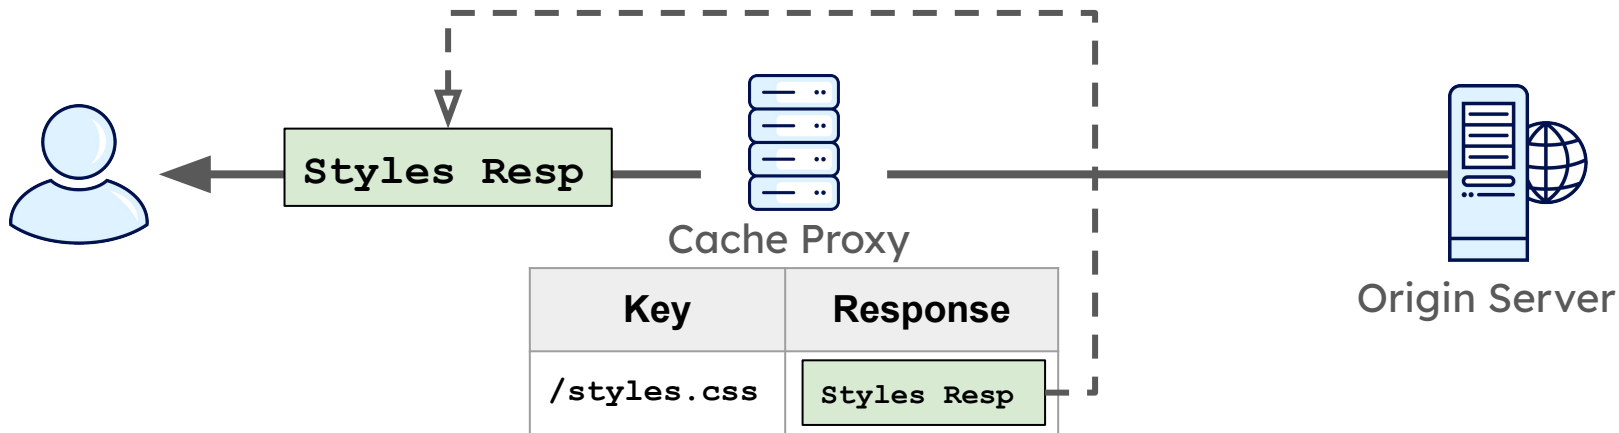 Styles Resp
Cache Proxy
Key Response
/styles.css Styles Resp
Origin Server